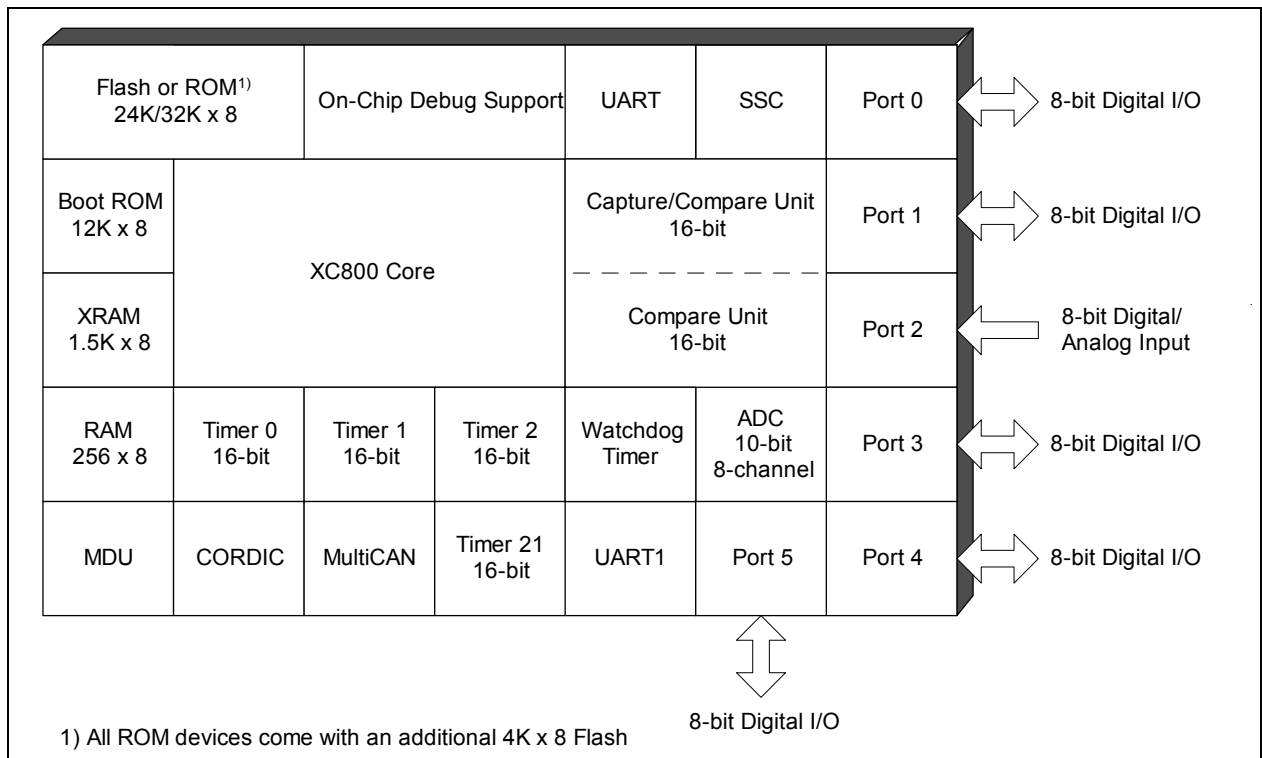 Flash or ROM1)
24K/32K x 8
On-Chip Debug Support
UART
SSC
Port 0
8-bit Digital I/O
Boot ROM
12K x 8
XC800 Core
Capture/Compare Unit
16-bit
Port 1
8-bit Digital I/O
XRAM
1.5K x 8
Compare Unit
16-bit
Port 2
8-bit Digital/
Analog Input
RAM
256 x 8
Timer 0
16-bit
Timer 1
16-bit
Timer 2
16-bit
Watchdog
Timer
ADC
10-bit
8-channel
Port 3
8-bit Digital I/O
MDU
CORDIC
MultiCAN
Timer 21
16-bit
UART1
Port 5
Port 4
8-bit Digital I/O
8-bit Digital I/O
1) All ROM devices come with an additional 4K x 8 Flash